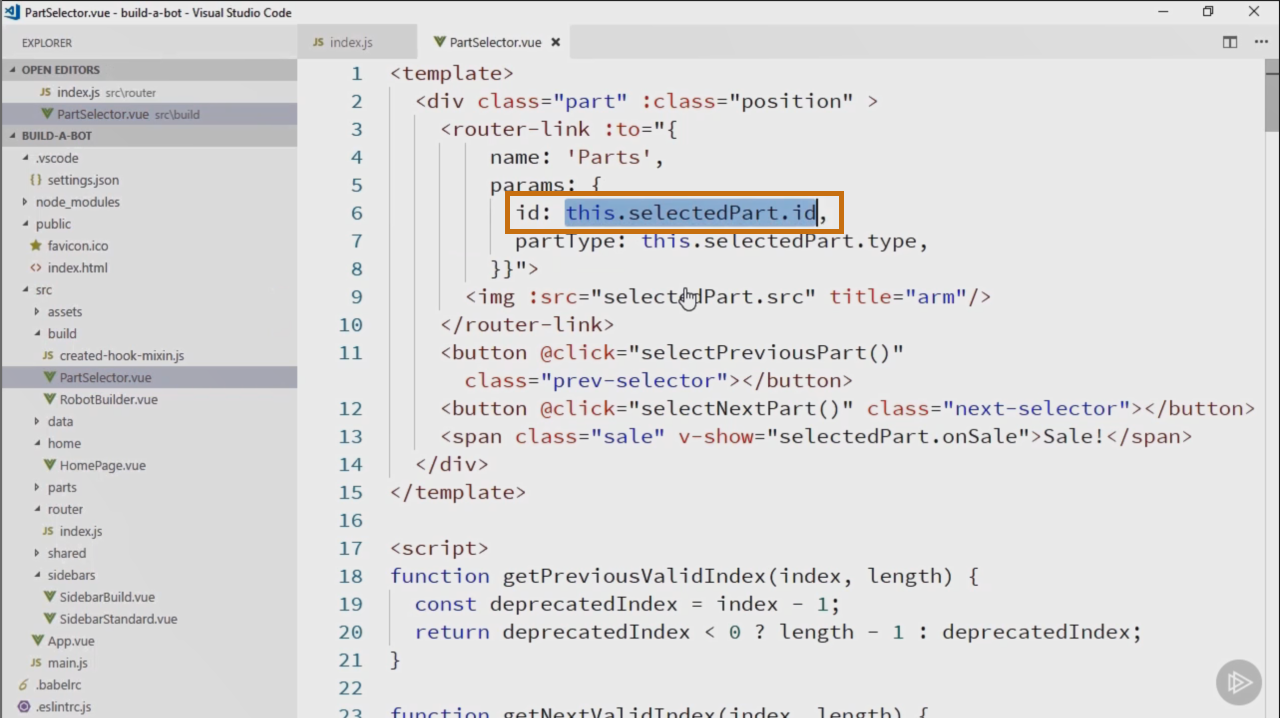 PartSelector.vue - build-a-bot - Visual Studio Code
EXPLORER
OPEN EDITORS
JS index.js src\router
PartSelector.vue src\build
BUILD-A-BOT
.vscode
{} settings.json
node_modules
public
favicon.ico
<> index.html
src
assets
build
JS created-hook-mixin.js
PartSelector.vue
RobotBuilder.vue
data
home
HomePage.vue
parts
router
JS index.js
shared
sidebars
SidebarBuild.vue
SidebarStandard.vue
App.vue
JS main.js
.babelrc
.eslintrc.js
JS index.js
PartSelector.vue
1 <template>
2 <div class="part" :class="position" >
3 <router-link :to="{
4 name: 'Parts',
5 params: {
6 id: this.selectedPart.id,
7 partType: this.selectedPart.type,
8 }}">
9 <img :src="selectedPart.src" title="arm"/>
10 </router-link>
11 <button @click="selectPreviousPart()"
class="prev-selector"></button>
12 <button @click="selectNextPart()" class="next-selector"></button>
13 <span class="sale" v-show="selectedPart.onSale">Sale!</span>
14 </div>
15 </template>
16
17 <script>
18 function getPreviousValidIndex(index, length) {
19 const deprecatedIndex = index - 1;
20 return deprecatedIndex < 0 ? length - 1 : deprecatedIndex;
21 }
22
23 function getNextValidIndex(index, length) {